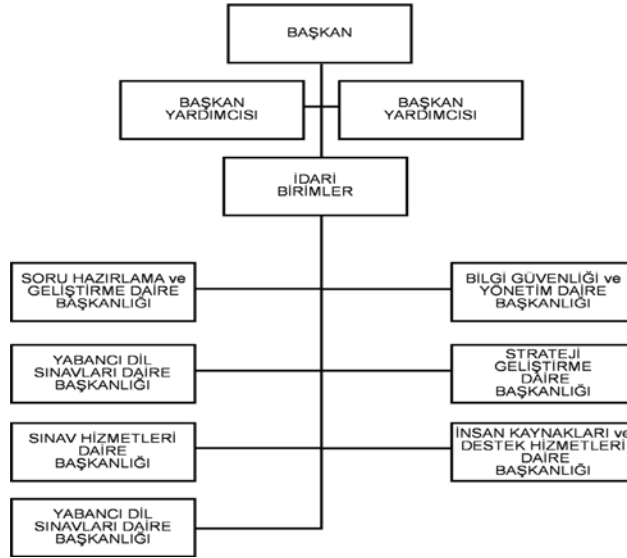 BAŞKAN
BAŞKAN
YARDIMCISI
BAŞKAN
YARDIMCISI
İDARİ
BİRİMLER
SORU HAZIRLAMA ve
GELİŞTİRME DAİRE
BAŞKANLIĞI
BİLGİ GÜVENLİĞİ ve
YÖNETİM DAİRE
BAŞKANLIĞI
YABANCI DİL
SINAVLARI DAİRE
BAŞKANLIĞI
STRATEJİ
GELİŞTİRME
DAİRE
BAŞKANLIĞI
SINAV HİZMETLERİ
DAİRE
BAŞKANLIĞI
İNSAN KAYNAKLARI ve
DESTEK HİZMETLERİ
DAİRE
BAŞKANLIĞI
YABANCI DİL
SINAVLARI DAİRE
BAŞKANLIĞI